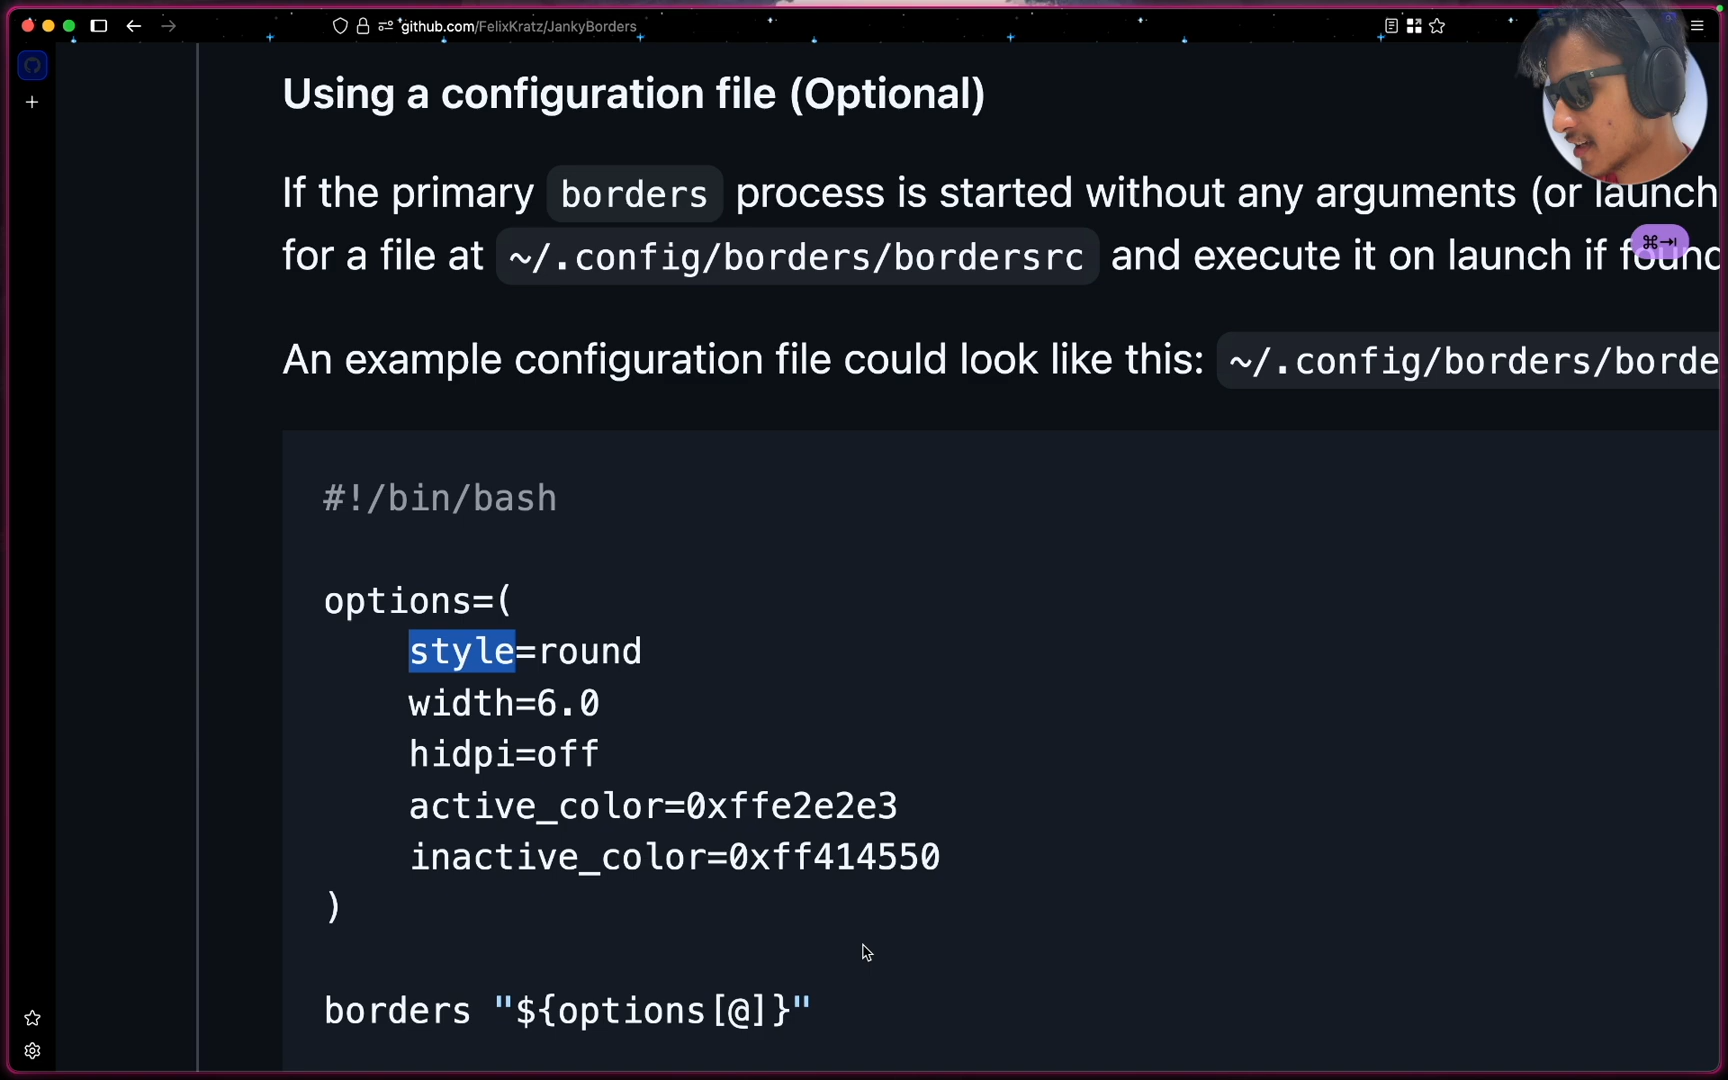 github.com/FelixKratz/JankyBorders
Using a configuration file (Optional)
If the primary borders process is started without any arguments (or launch
for a file at ~/.config/borders/bordersrc and execute it on launch if found
⌘⇥
An example configuration file could look like this: ~/.config/borders/borde
#!/bin/bash
options=(
style=round
width=6.0
hidpi=off
active_color=0xffe2e2e3
inactive_color=0xff414550
)
borders "${options[@]}"